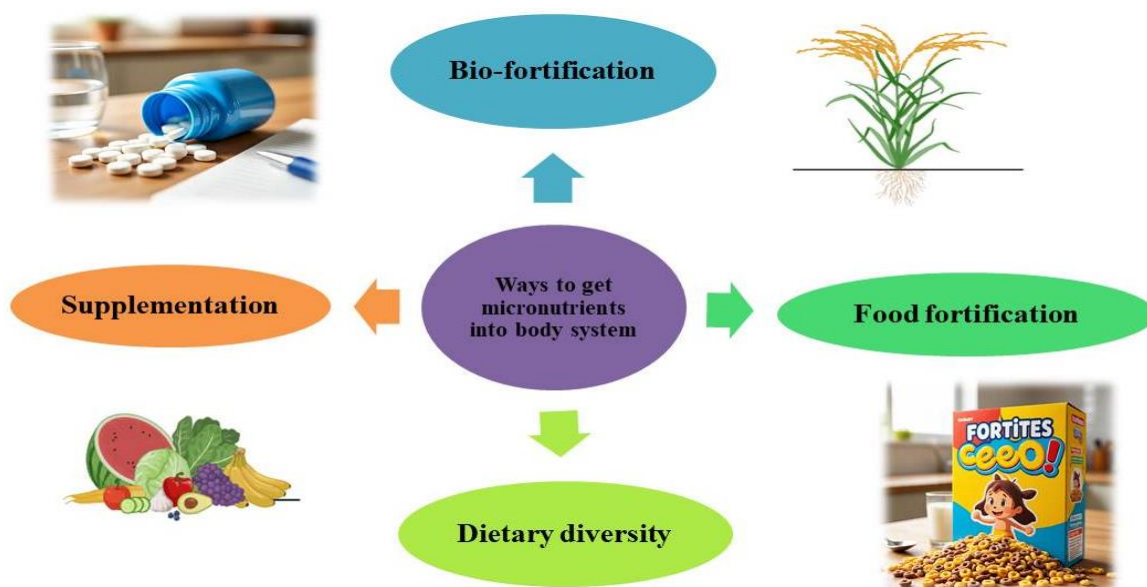 Bio-fortification
Supplementation
Ways to get
micronutrients
into body system
Food fortification
FORTiTES
ceeO!
Dietary diversity